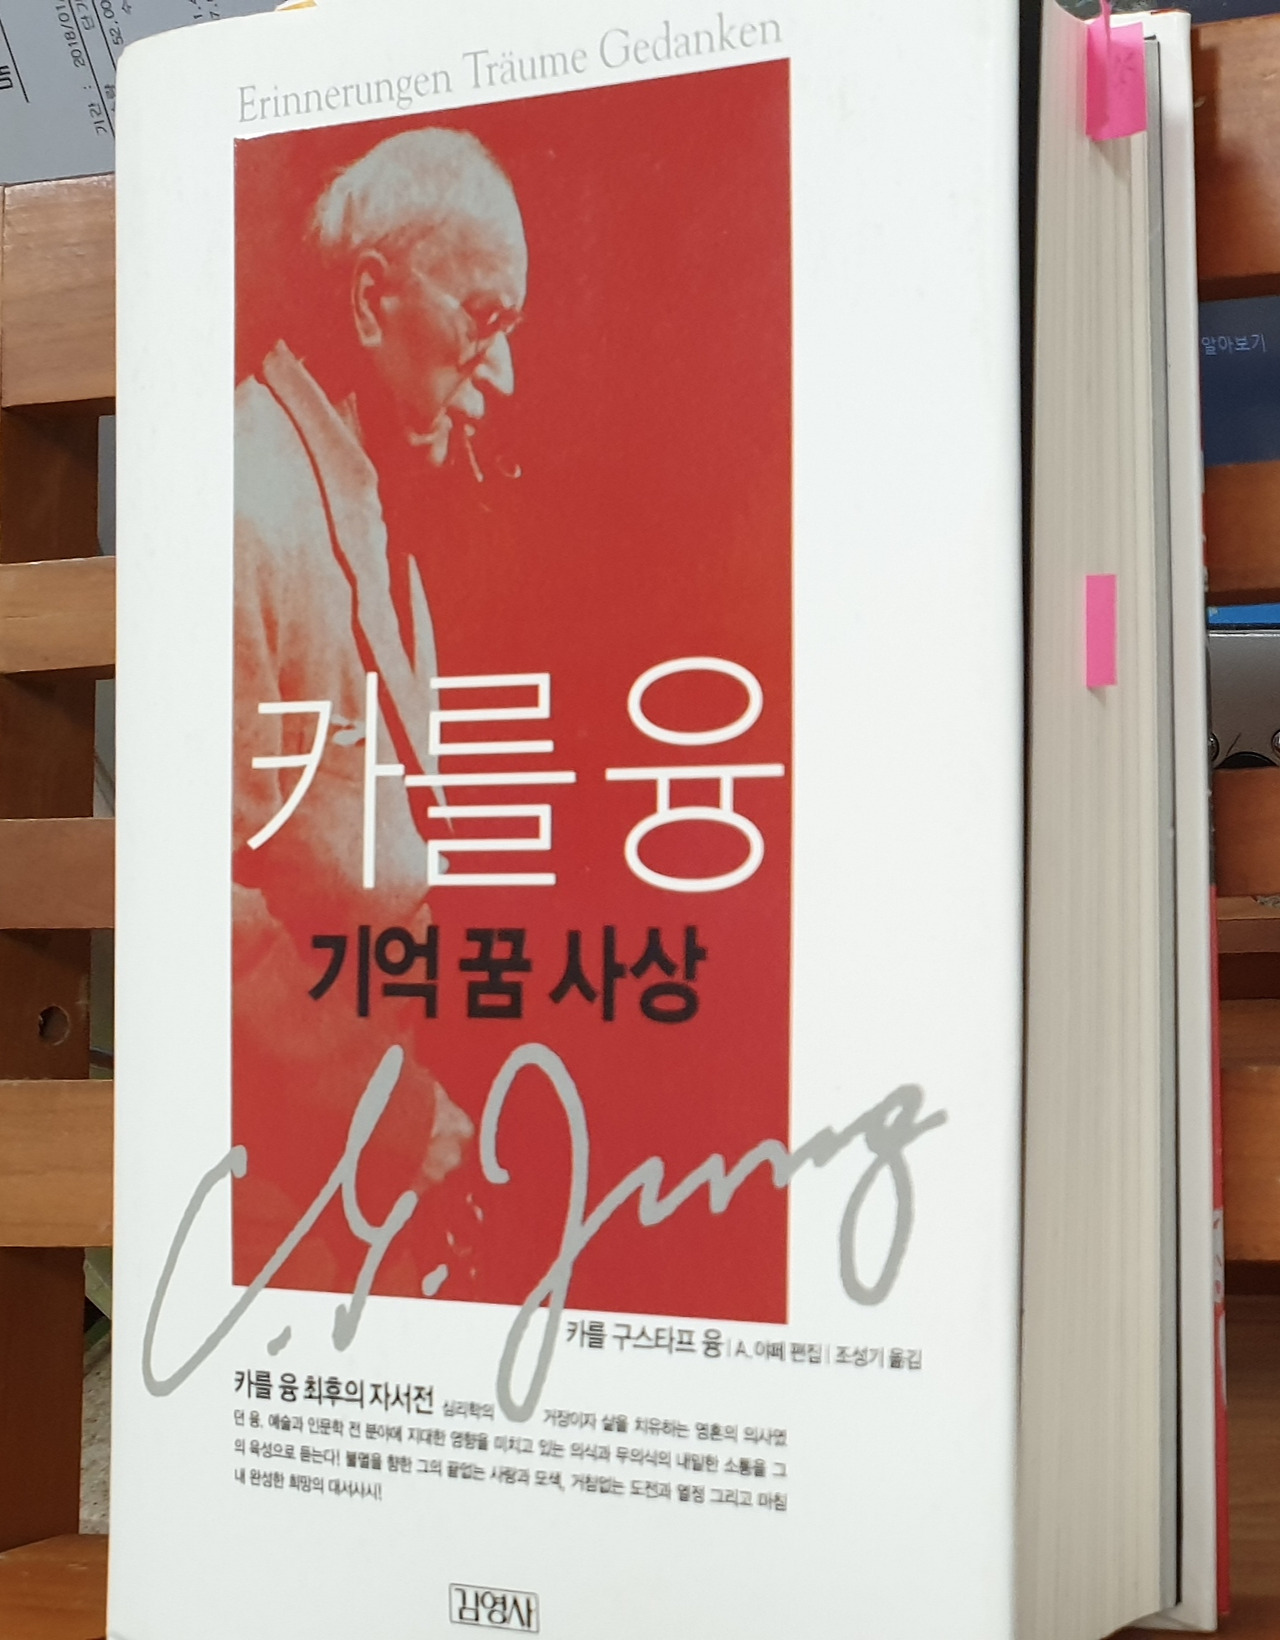 Erinnerungen Träume Gedanken
카를 융
기억 꿈 사상
C. G. Jung
카를 구스타프 융 | A. 야페 편집 | 조성기 옮김
카를 융 최후의 자서전 심리학의 거장이자 삶을 치유하는 영혼의 의사였
던 융. 예술과 인문학 전 분야에 지대한 영향을 미치고 있는 의식과 무의식의 내밀한 소통을 그
의 육성으로 듣는다! 불멸을 향한 그의 끝없는 사랑과 모색, 거침없는 도전과 열정 그리고 마침
내 완성한 희망의 대서사시!
김영사
알아보기